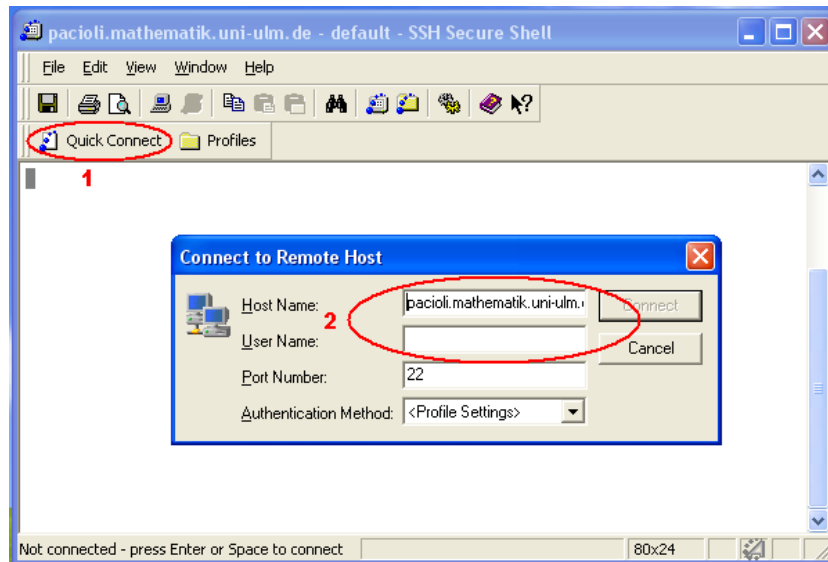 pacioli.mathematik.uni-ulm.de - default - SSH Secure Shell
File Edit View Window Help
Quick Connect Profiles
1
Connect to Remote Host
Host Name: pacioli.mathematik.uni-ulm. Connect
2
User Name: Cancel
Port Number: 22
Authentication Method: <Profile Settings>
Not connected - press Enter or Space to connect 80x24